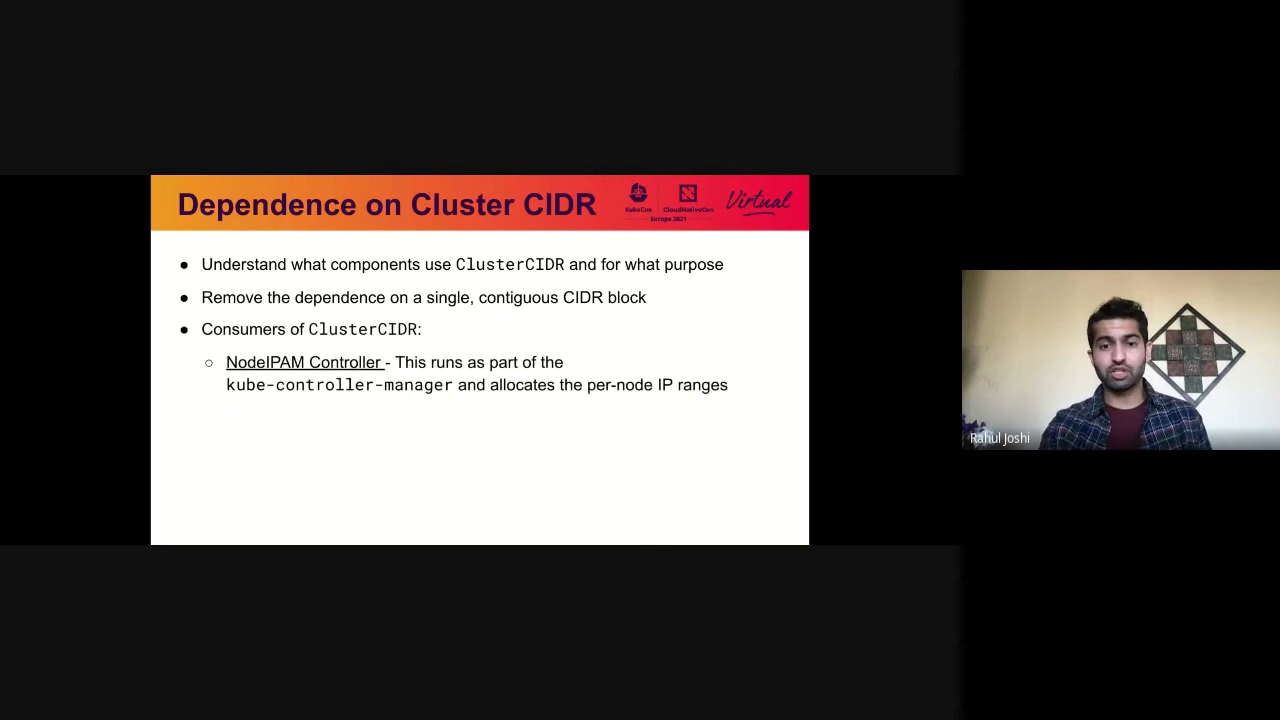 Dependence on Cluster CIDR
KubeCon
CloudNativeCon
Europe 2021
Virtual
● Understand what components use ClusterCIDR and for what purpose
● Remove the dependence on a single, contiguous CIDR block
● Consumers of ClusterCIDR:
○ NodeIPAM Controller - This runs as part of the
kube-controller-manager and allocates the per-node IP ranges
Rahul Joshi